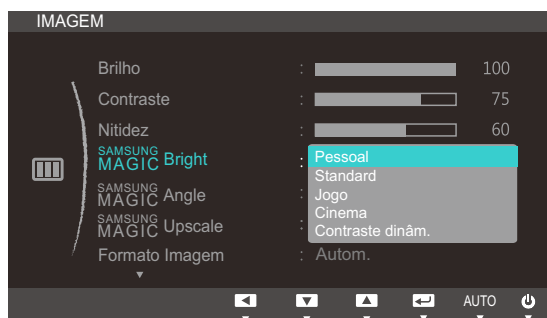 IMAGEM
Brilho : 100
Contraste : 75
Nitidez : 60
SAMSUNG MAGIC Bright : Pessoal
Standard
SAMSUNG MAGIC Angle : Jogo
Cinema
SAMSUNG MAGIC Upscale : Contraste dinâm.
Formato Imagem : Autom.
AUTO